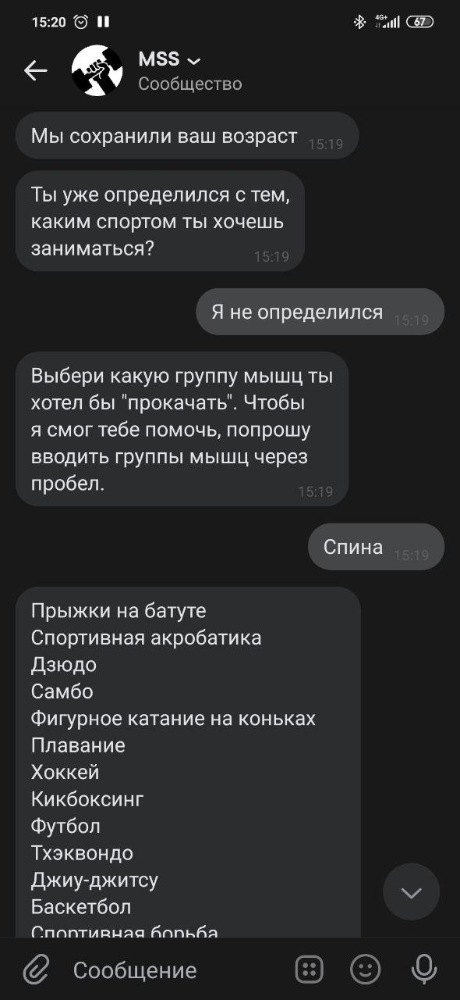 15:20 4G+ 67
MSS
Сообщество
Мы сохранили ваш возраст 15:19
Ты уже определился с тем,
каким спортом ты хочешь
заниматься? 15:19
Я не определился 15:19
Выбери какую группу мышц ты
хотел бы "прокачать". Чтобы
я смог тебе помочь, попрошу
вводить группы мышц через
пробел. 15:19
Спина 15:19
Прыжки на батуте
Спортивная акробатика
Дзюдо
Самбо
Фигурное катание на коньках
Плавание
Хоккей
Кикбоксинг
Футбол
Тхэквондо
Джиу-джитсу
Баскетбол
Спортивная борьба
Сообщение